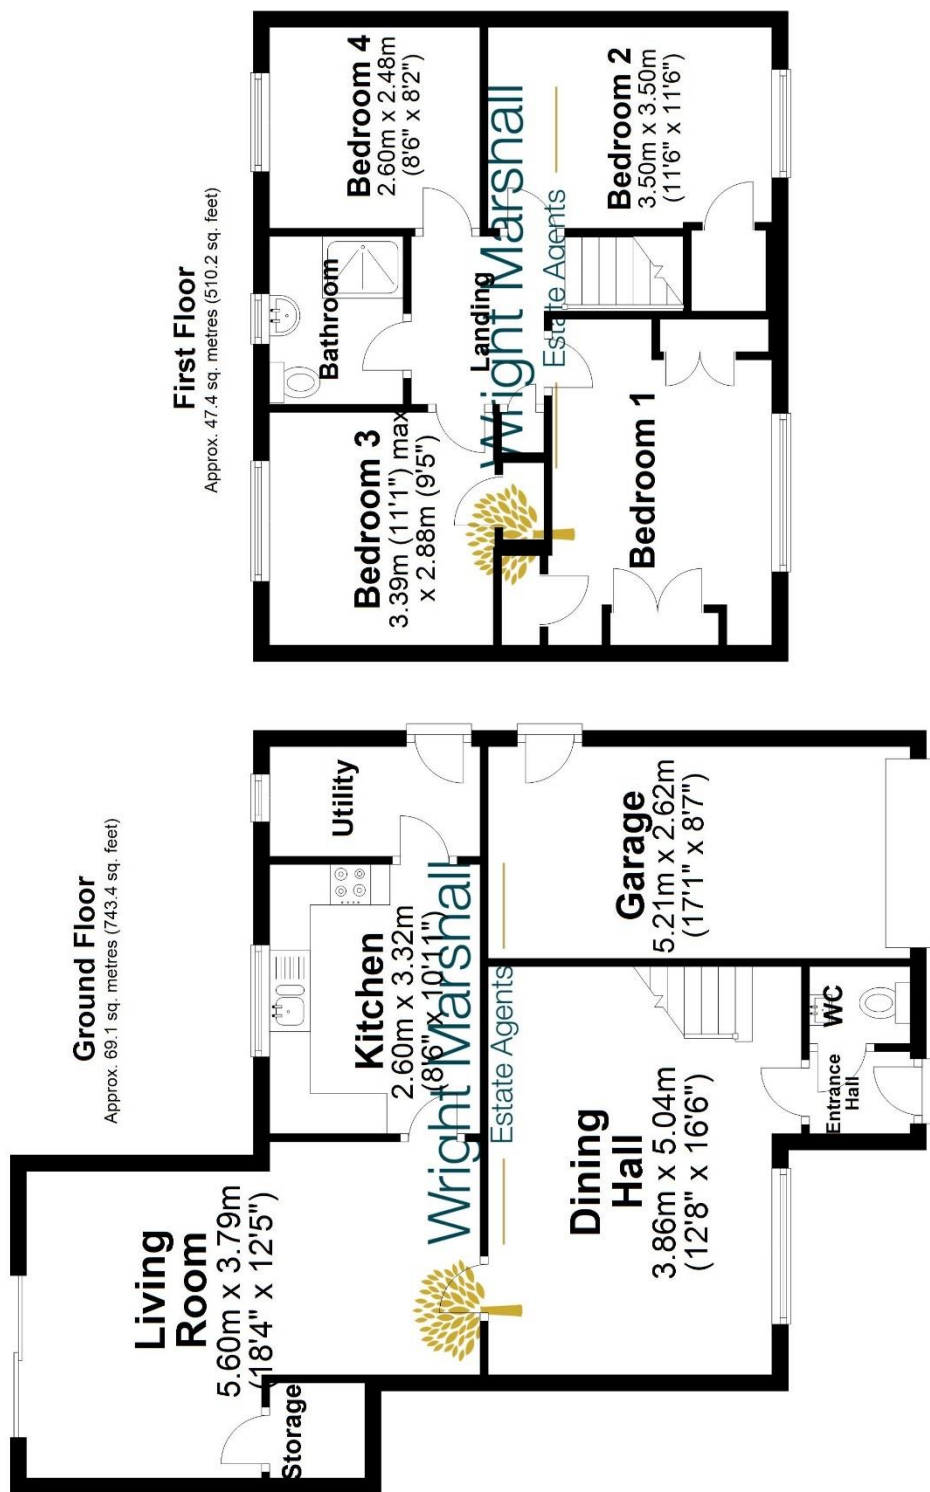 Ground Floor
Approx. 69.1 sq. metres (743.4 sq. feet)
Living
Room
5.60m x 3.79m
(18'4" x 12'5")
Storage
Kitchen
2.60m x 3.32m
(8'6" x 10'11")
Utility
Wright Marshall
Estate Agents
Dining
Hall
3.86m x 5.04m
(12'8" x 16'6")
Garage
5.21m x 2.62m
(17'1" x 8'7")
Entrance
Hall
WC
First Floor
Approx. 47.4 sq. metres (510.2 sq. feet)
Bedroom 3
3.39m (11'1") max
x 2.88m (9'5")
Bathroom
Bedroom 4
2.60m x 2.48m
(8'6" x 8'2")
Landing
Wright Marshall
Estate Agents
Bedroom 1
Bedroom 2
3.50m x 3.50m
(11'6" x 11'6")